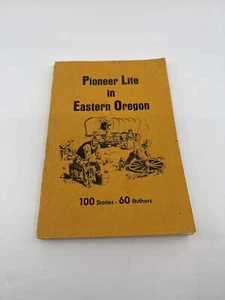 Pioneer Life
in
Eastern Oregon
100 Stories - 60 Authors